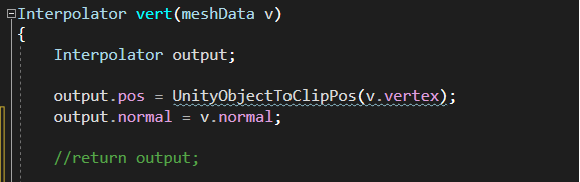 Interpolator vert(meshData v)
{
Interpolator output;
output.pos = UnityObjectToClipPos(v.vertex);
output.normal = v.normal;
//return output;